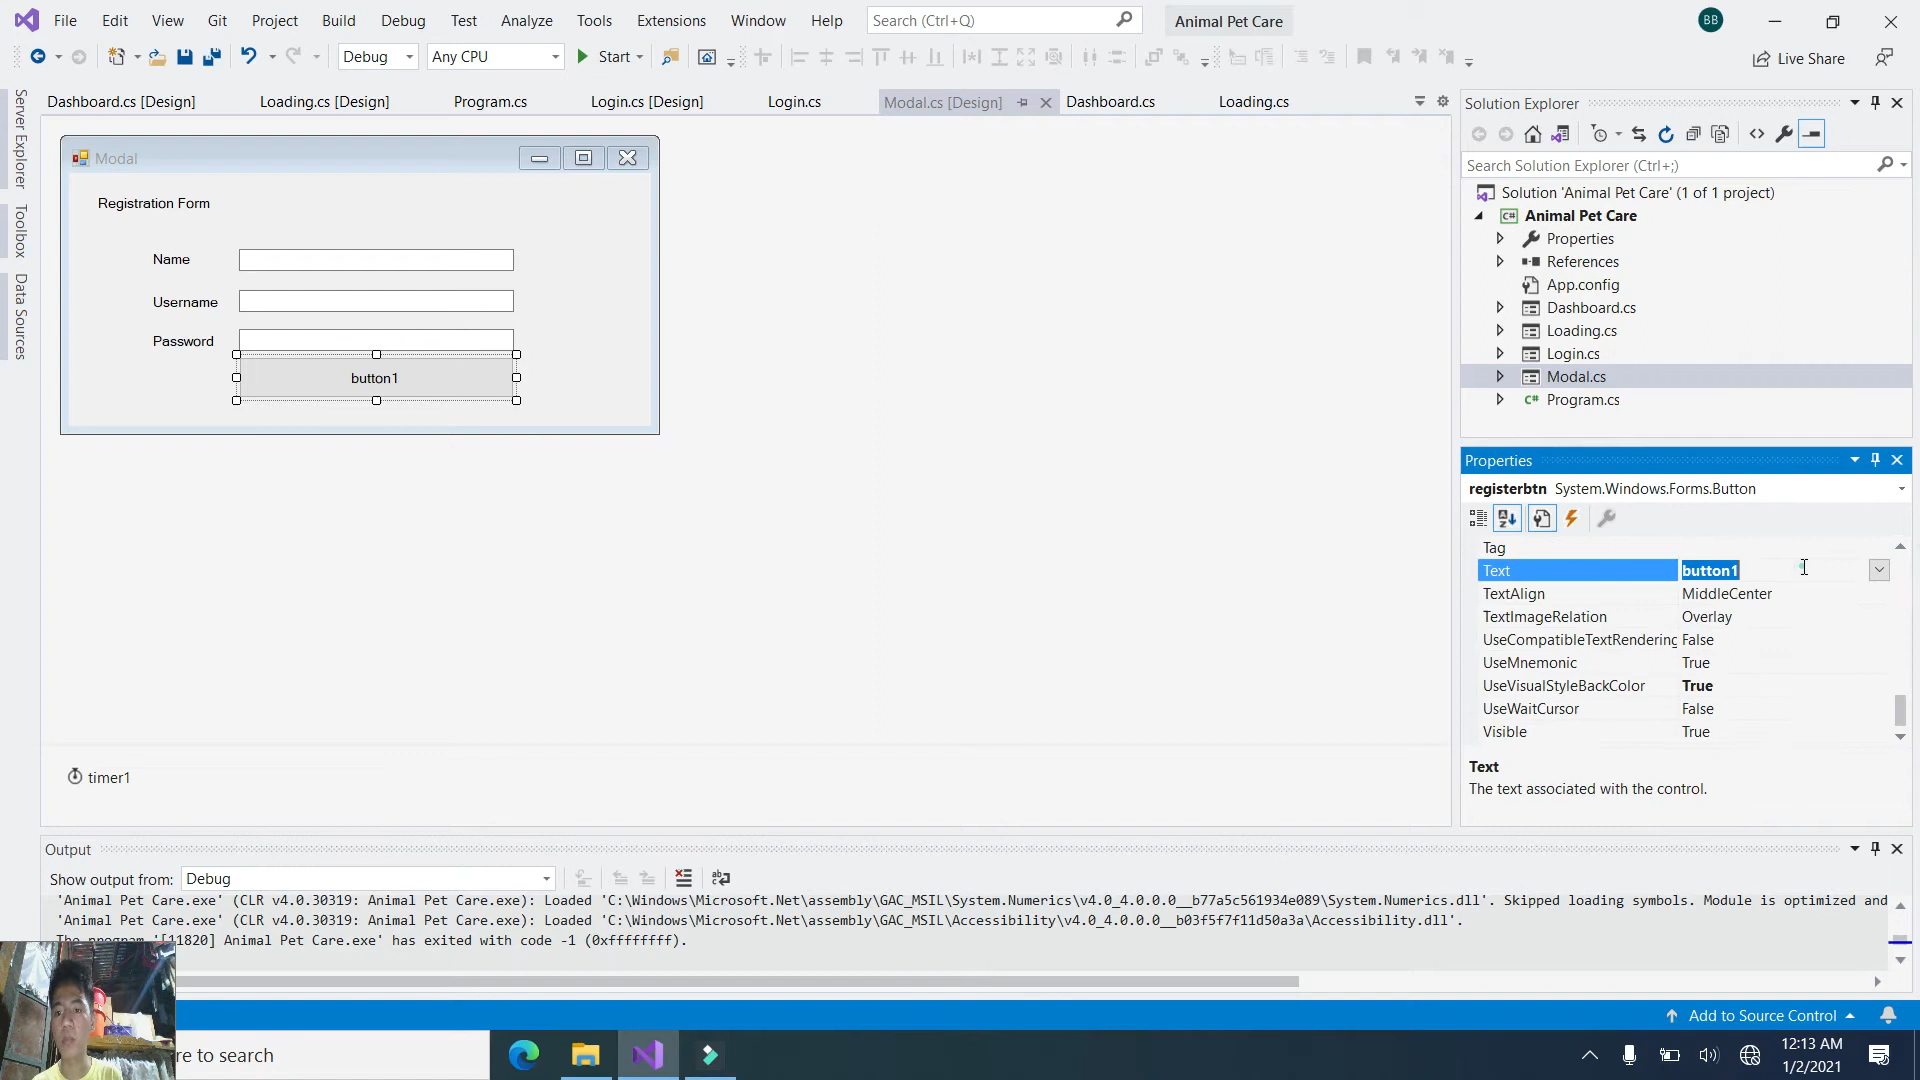 File Edit View Git Project Build Debug Test Analyze Tools Extensions Window Help Search (Ctrl+Q) Animal Pet Care BB
Debug Any CPU Start Live Share
Server Explorer
Toolbox
Data Sources
Dashboard.cs [Design] Loading.cs [Design] Program.cs Login.cs [Design] Login.cs Modal.cs [Design] Dashboard.cs Loading.cs
Modal
Registration Form
Name
Username
Password
button1
timer1
Solution Explorer
Search Solution Explorer (Ctrl+;)
Solution 'Animal Pet Care' (1 of 1 project)
C# Animal Pet Care
Properties
References
App.config
Dashboard.cs
Loading.cs
Login.cs
Modal.cs
C# Program.cs
Properties
registerbtn System.Windows.Forms.Button
Tag
Text button1
TextAlign MiddleCenter
TextImageRelation Overlay
UseCompatibleTextRendering False
UseMnemonic True
UseVisualStyleBackColor True
UseWaitCursor False
Visible True
Text
The text associated with the control.
Output
Show output from: Debug
'Animal Pet Care.exe' (CLR v4.0.30319: Animal Pet Care.exe): Loaded 'C:\Windows\Microsoft.Net\assembly\GAC_MSIL\System.Numerics\v4.0_4.0.0.0__b77a5c561934e089\System.Numerics.dll'. Skipped loading symbols. Module is optimized and
'Animal Pet Care.exe' (CLR v4.0.30319: Animal Pet Care.exe): Loaded 'C:\Windows\Microsoft.Net\assembly\GAC_MSIL\Accessibility\v4.0_4.0.0.0__b03f5f7f11d50a3a\Accessibility.dll'.
The program '[11820] Animal Pet Care.exe' has exited with code -1 (0xffffffff).
Add to Source Control
re to search
12:13 AM
1/2/2021